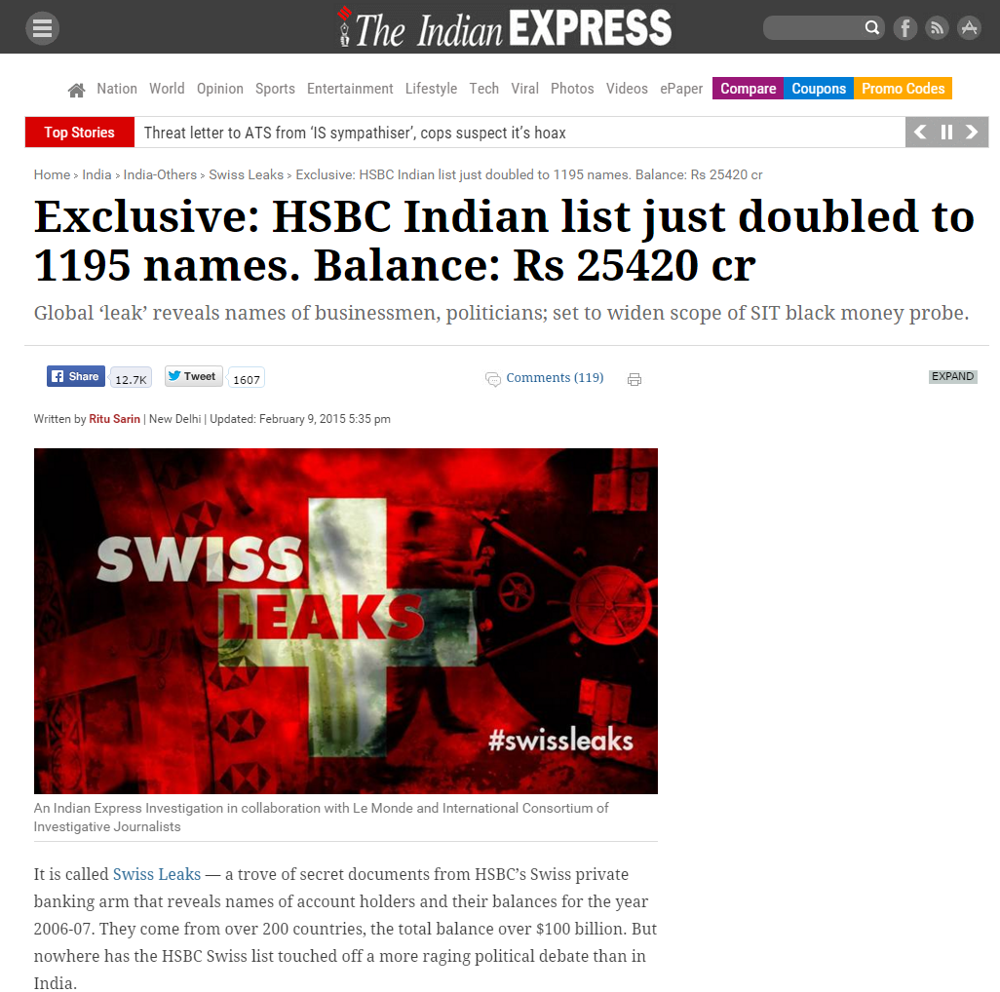 The Indian EXPRESS
Nation World Opinion Sports Entertainment Lifestyle Tech Viral Photos Videos ePaper Compare Coupons Promo Codes
Top Stories Threat letter to ATS from ‘IS sympathiser’, cops suspect it’s hoax
Home > India > India-Others > Swiss Leaks > Exclusive: HSBC Indian list just doubled to 1195 names. Balance: Rs 25420 cr
Exclusive: HSBC Indian list just doubled to
1195 names. Balance: Rs 25420 cr
Global ‘leak’ reveals names of businessmen, politicians; set to widen scope of SIT black money probe.
Share 12.7K Tweet 1607 Comments (119) EXPAND
Written by Ritu Sarin | New Delhi | Updated: February 9, 2015 5:35 pm
SWISS
LEAKS
#swissleaks
An Indian Express Investigation in collaboration with Le Monde and International Consortium of
Investigative Journalists
It is called Swiss Leaks — a trove of secret documents from HSBC’s Swiss private
banking arm that reveals names of account holders and their balances for the year
2006-07. They come from over 200 countries, the total balance over $100 billion. But
nowhere has the HSBC Swiss list touched off a more raging political debate than in
India.